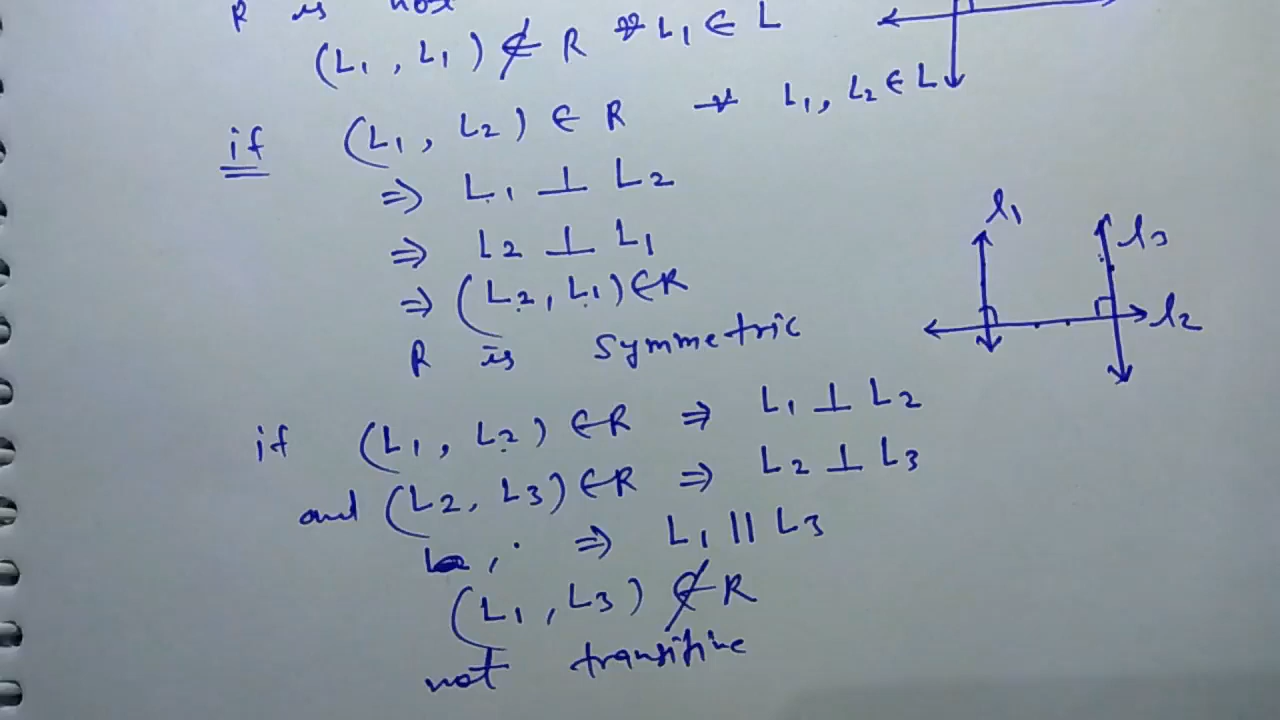 R is not
(L₁, L₁) ∉ R ∀ L₁ ∈ L
if (L₁, L₂) ∈ R ∀ L₁, L₂ ∈ L
⇒ L₁ ⊥ L₂
⇒ L₂ ⊥ L₁
⇒ (L₂, L₁) ∈ R
R is symmetric
l₁
l₃
l₂
if (L₁, L₂) ∈ R ⇒ L₁ ⊥ L₂
and (L₂, L₃) ∈ R ⇒ L₂ ⊥ L₃
⇒ L₁ || L₃
(L₁, L₃) ∉ R
not transitive